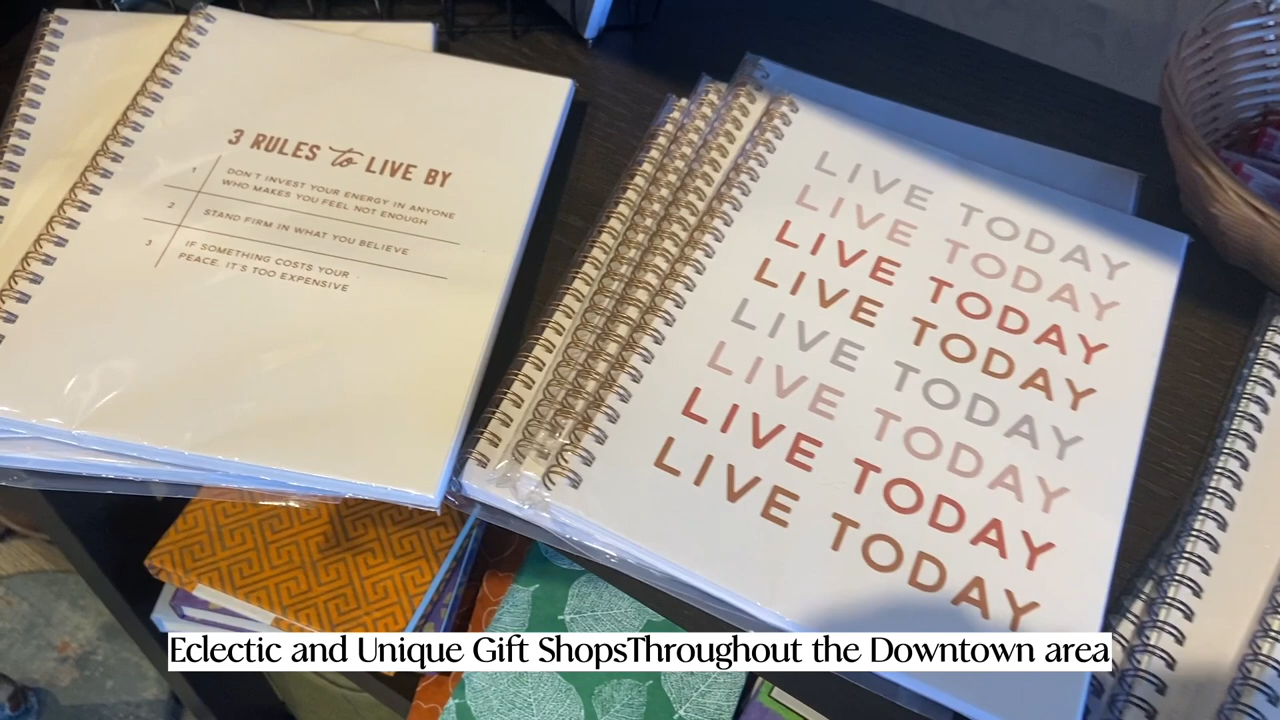 3 RULES to LIVE BY
1 DON'T INVEST YOUR ENERGY IN ANYONE
WHO MAKES YOU FEEL NOT ENOUGH
2 STAND FIRM IN WHAT YOU BELIEVE
3 IF SOMETHING COSTS YOUR
PEACE, IT'S TOO EXPENSIVE
LIVE TODAY
LIVE TODAY
LIVE TODAY
LIVE TODAY
LIVE TODAY
LIVE TODAY
LIVE TODAY
LIVE TODAY
Eclectic and Unique Gift ShopsThroughout the Downtown area